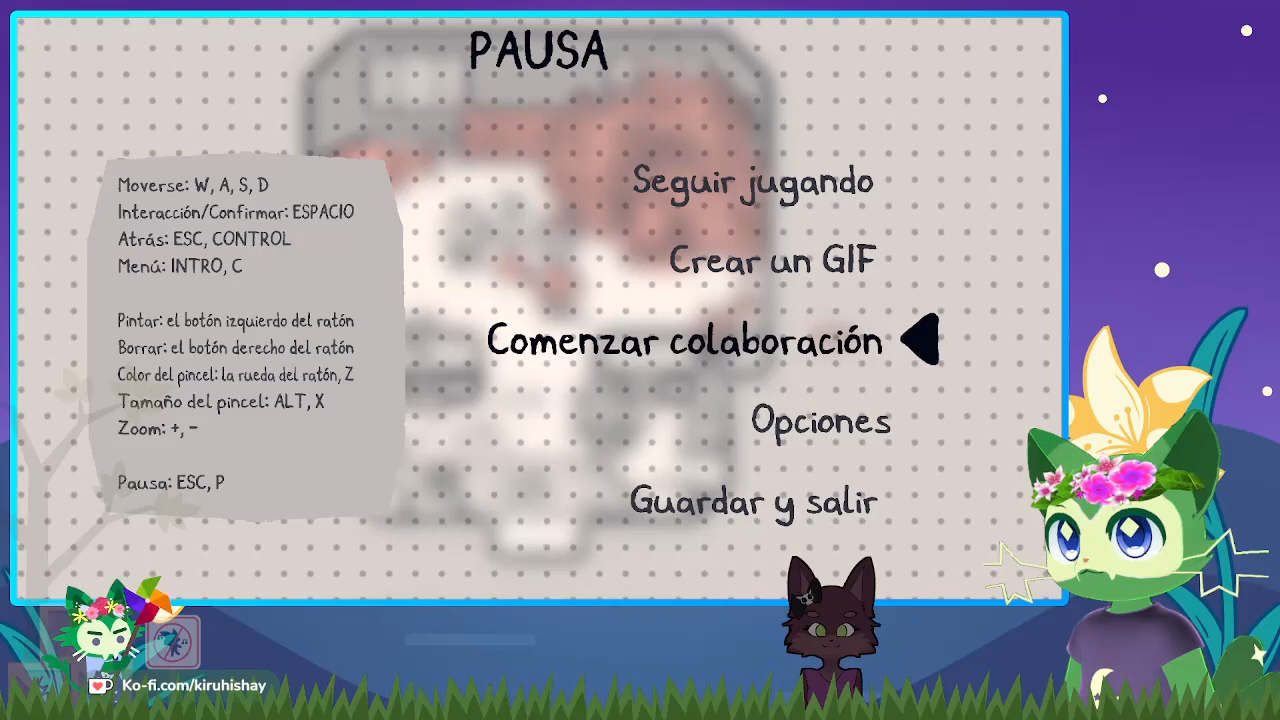 PAUSA
Moverse: W, A, S, D
Interacción/Confirmar: ESPACIO
Atrás: ESC, CONTROL
Menú: INTRO, C
Pintar: el botón izquierdo del ratón
Borrar: el botón derecho del ratón
Color del pincel: la rueda del ratón, Z
Tamaño del pincel: ALT, X
Zoom: +, -
Pausa: ESC, P
Seguir jugando
Crear un GIF
Comenzar colaboración
Opciones
Guardar y salir
Ko-fi.com/kiruhishay